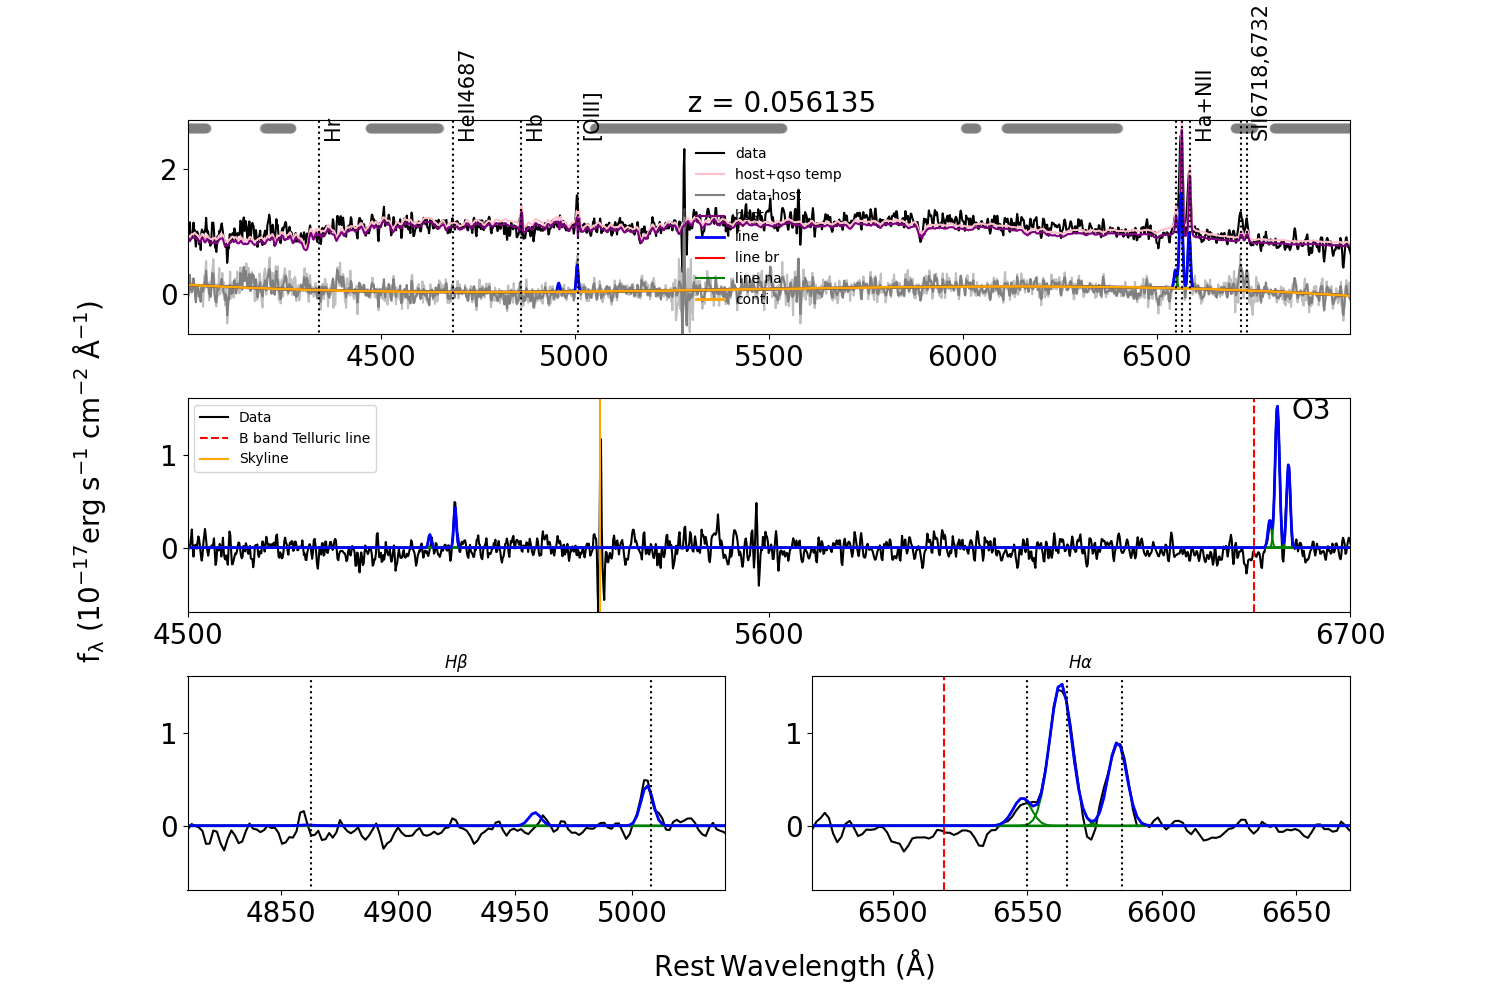 z = 0.056135
Hr
HeII4687
Hb
[OIII]
Ha+NII
SII6718,6732
data
host+qso temp
data-host
line
line br
line na
conti
2
0
4500 5000 5500 6000 6500
Data
B band Telluric line
Skyline
O3
1
0
4500 5600 6700
fλ (10−17erg s−1 cm−2 Å−1)
Hβ
Hα
1
0
4850 4900 4950 5000
1
0
6500 6550 6600 6650
Rest Wavelength (Å)